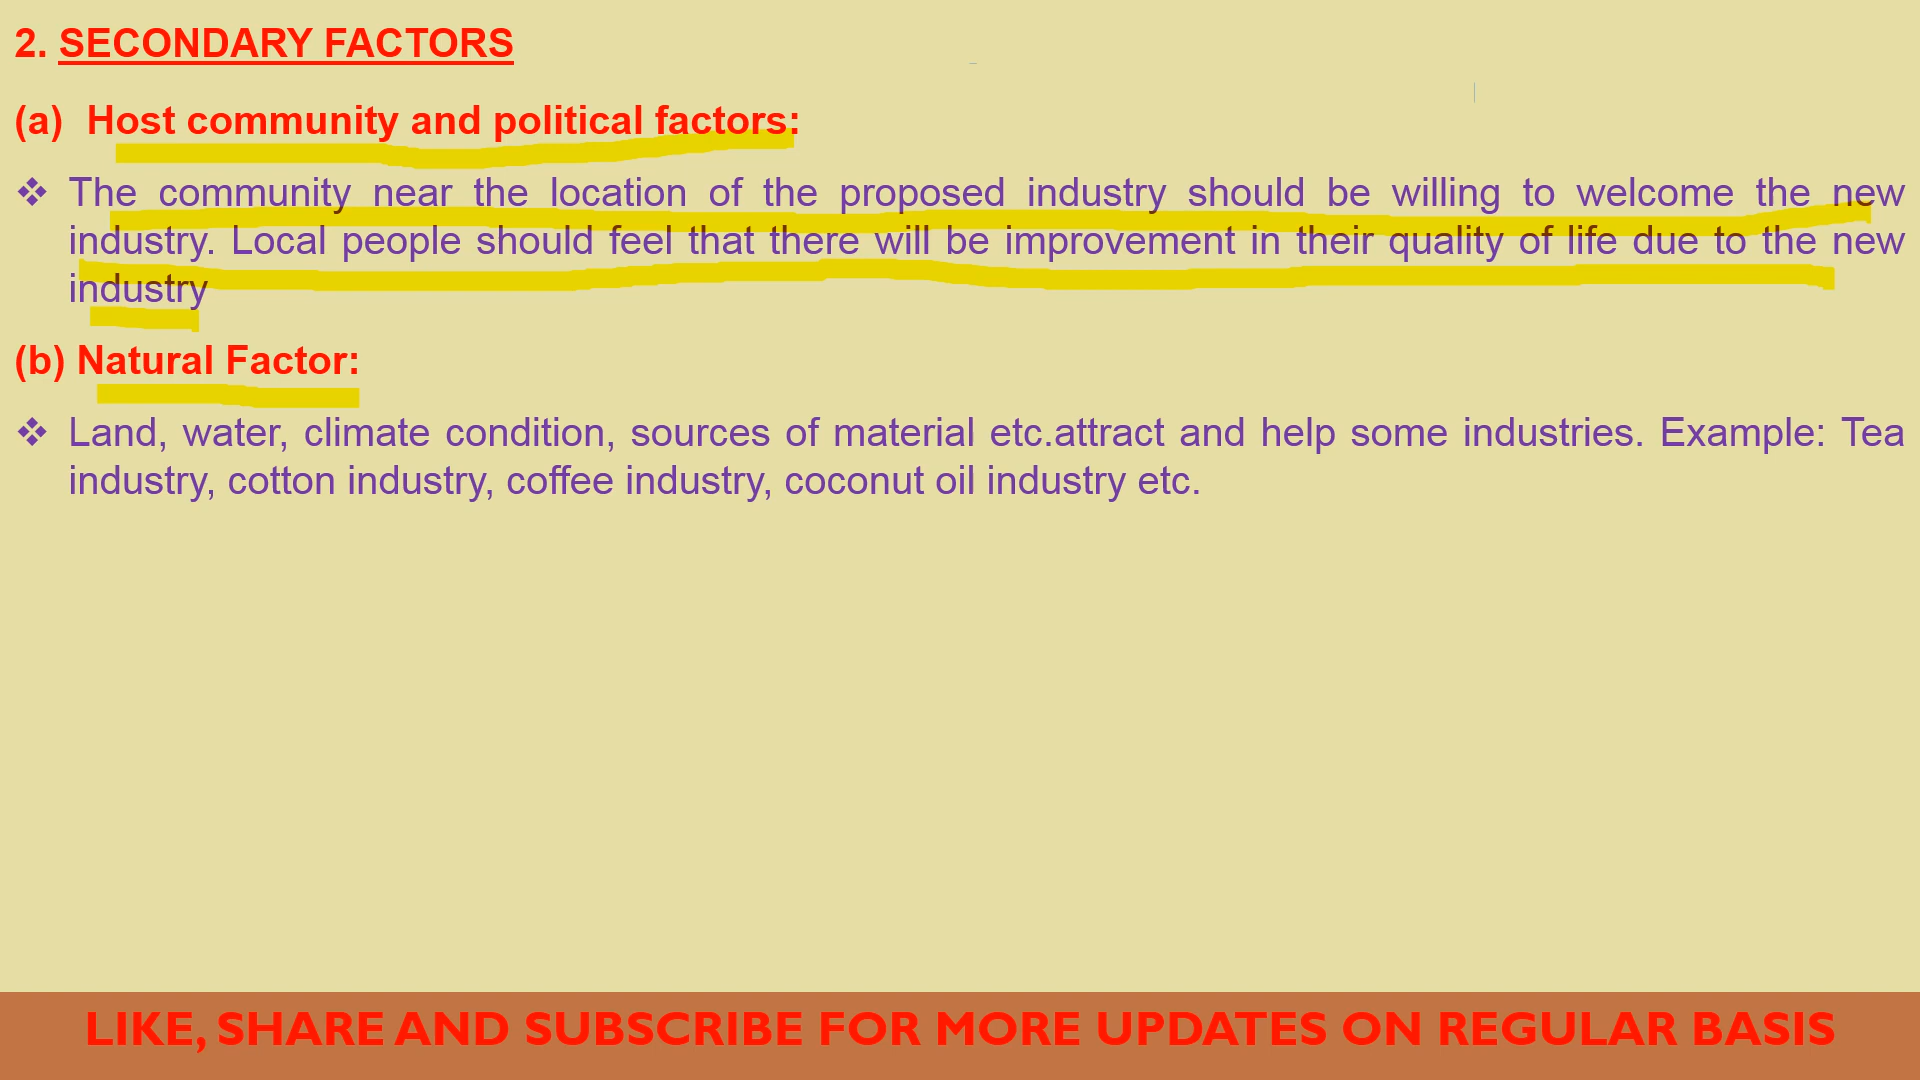 2. SECONDARY FACTORS
(a) Host community and political factors:
❖ The community near the location of the proposed industry should be willing to welcome the new
industry. Local people should feel that there will be improvement in their quality of life due to the new
industry
(b) Natural Factor:
❖ Land, water, climate condition, sources of material etc.attract and help some industries. Example: Tea
industry, cotton industry, coffee industry, coconut oil industry etc.
LIKE, SHARE AND SUBSCRIBE FOR MORE UPDATES ON REGULAR BASIS